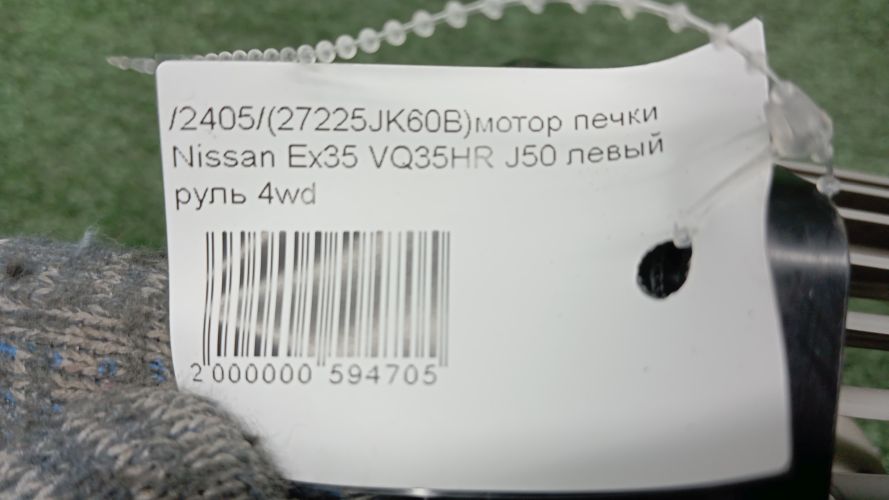 /2405/(27225JK60B)мотор печки
Nissan Ex35 VQ35HR J50 левый
руль 4wd
2 000000 594705